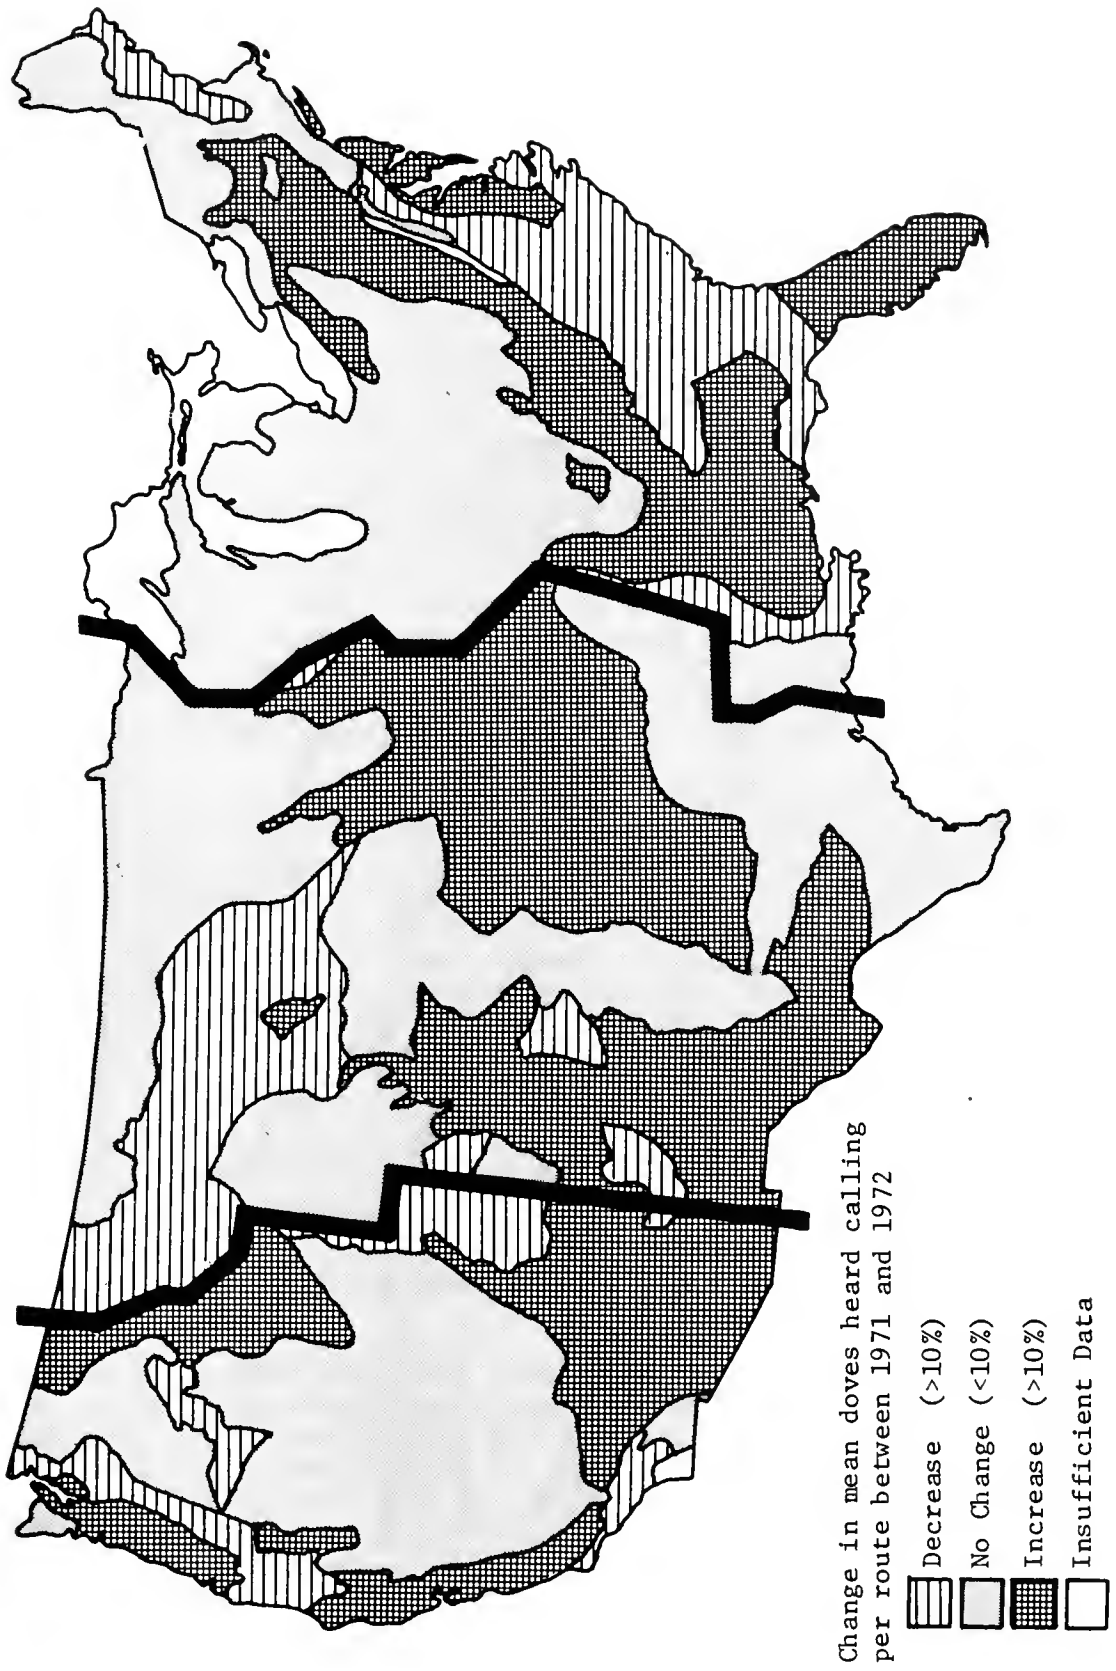 Change in mean doves heard calling
per route between 1971 and 1972
Decrease (>10%)
No Change (<10%)
Increase (>10%)
Insufficient Data